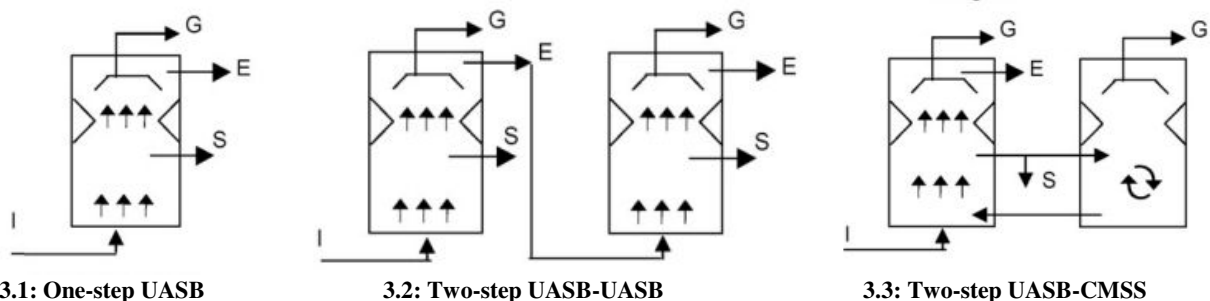 G
E
S
I
3.1: One-step UASB
G
E
S
I
G
E
S
3.2: Two-step UASB-UASB
G
E
S
I
G
3.3: Two-step UASB-CMSS